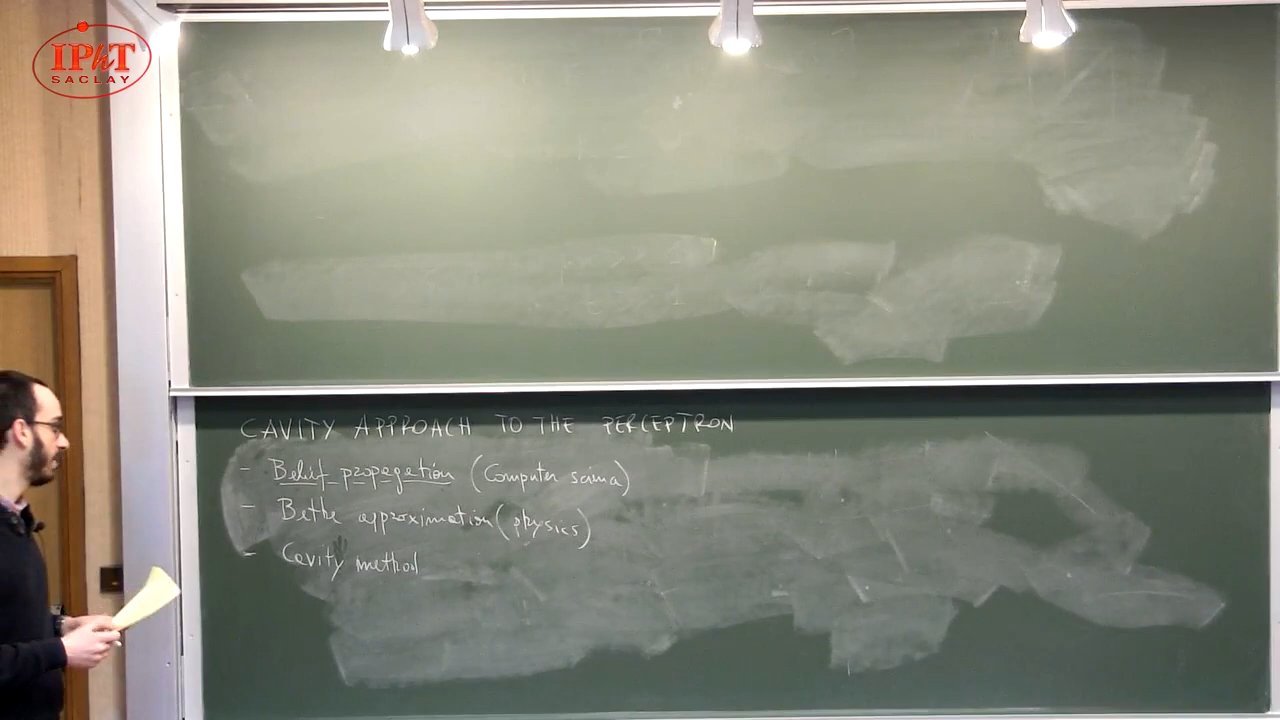 IPhT
SACLAY
CAVITY APPROACH TO THE PERCEPTRON
- Belief propagation (Computer science)
- Bethe approximation (physics)
- Cavity method